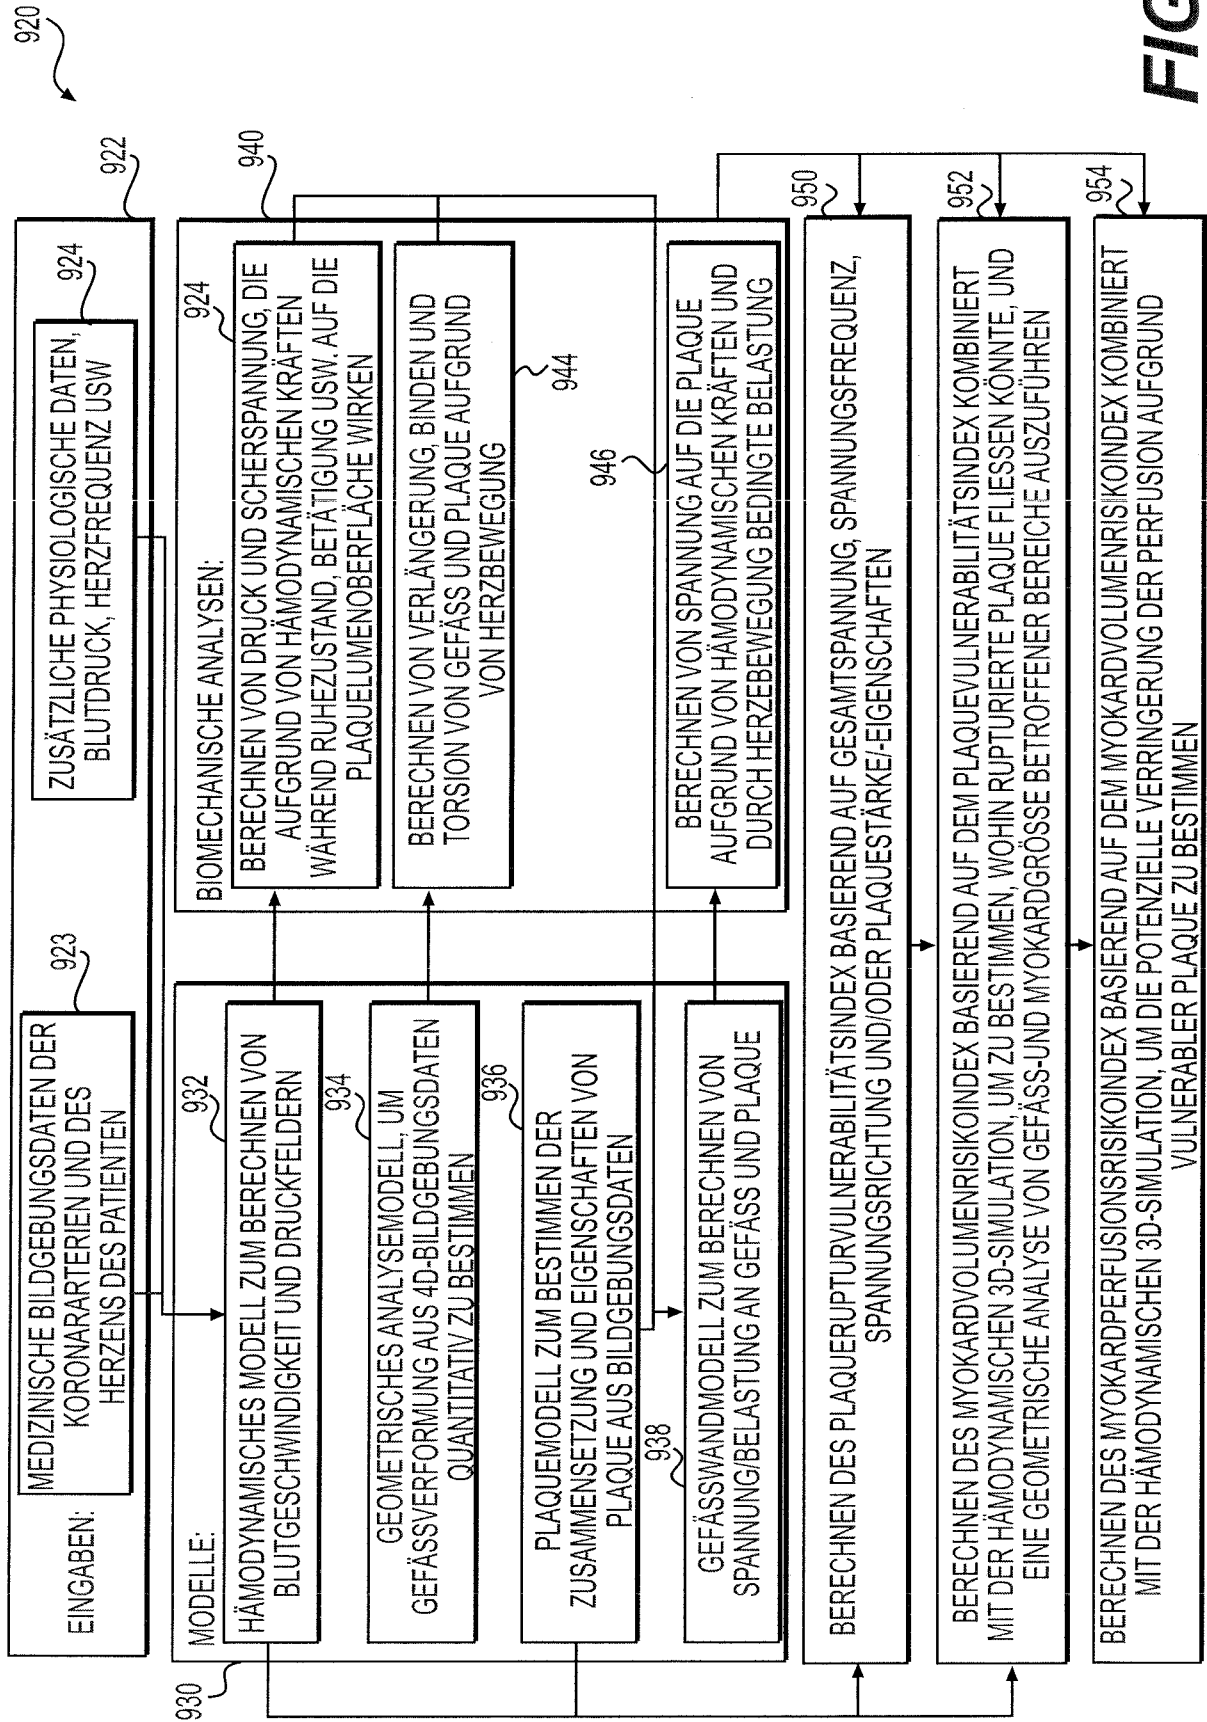 920
922
EINGABEN:
923
MEDIZINISCHE BILDGEBUNGSDATEN DER
KORONARARTERIEN UND DES
HERZENS DES PATIENTEN
924
ZUSÄTZLICHE PHYSIOLOGISCHE DATEN,
BLUTDRUCK, HERZFREQUENZ USW
930
MODELLE:
932
HÄMODYNAMISCHES MODELL ZUM BERECHNEN VON
BLUTGESCHWINDIGKEIT UND DRUCKFELDERN
934
GEOMETRISCHES ANALYSEMODELL, UM
GEFÄSSVERFORMUNG AUS 4D-BILDGEBUNGSDATEN
QUANTITATIV ZU BESTIMMEN
936
PLAQUEMODELL ZUM BESTIMMEN DER
ZUSAMMENSETZUNG UND EIGENSCHAFTEN VON
PLAQUE AUS BILDGEBUNGSDATEN
938
GEFÄSSWANDMODELL ZUM BERECHNEN VON
SPANNUNG/BELASTUNG AN GEFÄSS UND PLAQUE
940
BIOMECHANISCHE ANALYSEN:
924
BERECHNEN VON DRUCK UND SCHERSPANNUNG, DIE
AUFGRUND VON HÄMODYNAMISCHEN KRÄFTEN
WÄHREND RUHEZUSTAND, BETÄTIGUNG USW. AUF DIE
PLAQUELUMENOBERFLÄCHE WIRKEN
944
BERECHNEN VON VERLÄNGERUNG, BINDEN UND
TORSION VON GEFÄSS UND PLAQUE AUFGRUND
VON HERZBEWEGUNG
946
BERECHNEN VON SPANNUNG AUF DIE PLAQUE
AUFGRUND VON HÄMODYNAMISCHEN KRÄFTEN UND
DURCH HERZBEWEGUNG BEDINGTE BELASTUNG
950
BERECHNEN DES PLAQUERUPTURVULNERABILITÄTSINDEX BASIEREND AUF GESAMTSPANNUNG, SPANNUNGSFREQUENZ,
SPANNUNGSRICHTUNG UND/ODER PLAQUESTÄRKE/-EIGENSCHAFTEN
952
BERECHNEN DES MYOKARDVOLUMENRISIKOINDEX BASIEREND AUF DEM PLAQUEVULNERABILITÄTSINDEX KOMBINIERT
MIT DER HÄMODYNAMISCHEN 3D-SIMULATION, UM ZU BESTIMMEN, WOHIN RUPTURIERTE PLAQUE FLIESSEN KÖNNTE, UND
EINE GEOMETRISCHE ANALYSE VON GEFÄSS-UND MYOKARDGRÖSSE BETROFFENER BEREICHE AUSZUFÜHREN
954
BERECHNEN DES MYOKARDPERFUSIONSRISIKOINDEX BASIEREND AUF DEM MYOKARDVOLUMENRISIKOINDEX KOMBINIERT
MIT DER HÄMODYNAMISCHEN 3D-SIMULATION, UM DIE POTENZIELLE VERRINGERUNG DER PERFUSION AUFGRUND
VULNERABLER PLAQUE ZU BESTIMMEN
FIG